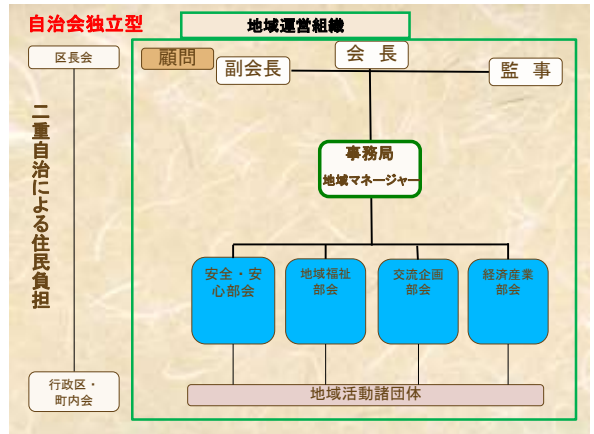 自治会独立型
地域運営組織
区長会
顧問
副会長
会 長
監 事
二重自治による住民負担
事務局
地域マネージャー
安全・安
心部会
地域福祉
部会
交流企画
部会
経済産業
部会
行政区・
町内会
地域活動諸団体